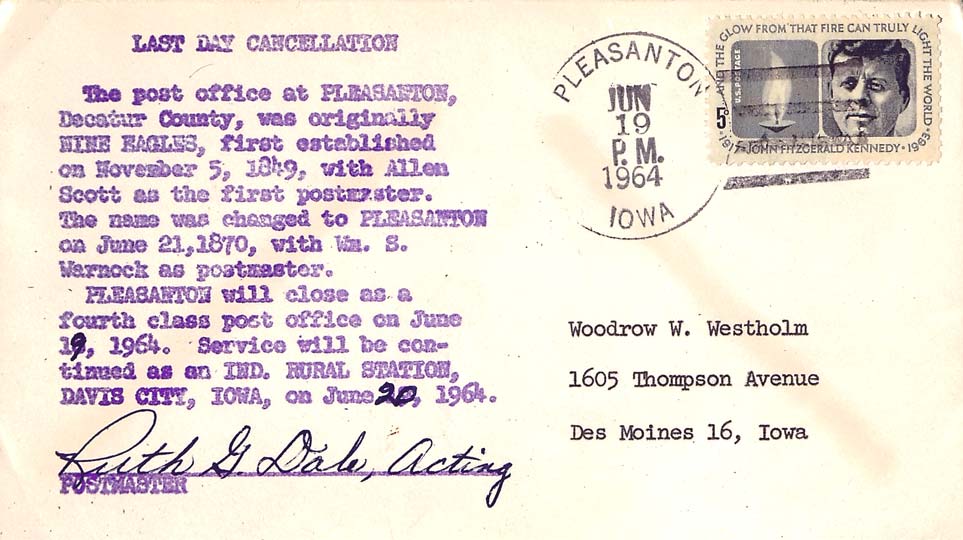 LAST DAY CANCELLATION
The post office at PLEASANTON,
Decatur County, was originally
NINE EAGLES, first established
on November 5, 1849, with Allen
Scott as the first postmaster.
The name was changed to PLEASANTON
on June 21,1870, with Wm. S.
Warnock as postmaster.
PLEASANTON will close as a
fourth class post office on June
19, 1964. Service will be con-
tinued as an IND. RURAL STATION,
DAVIS CITY, IOWA, on June 20, 1964.
Ruth G. Dale, Acting
POSTMASTER
PLEASANTON
JUN
19
P.M.
1964
IOWA
AND THE GLOW FROM THAT FIRE CAN TRULY LIGHT THE WORLD
U.S. POSTAGE
5c
1917 JOHN FITZGERALD KENNEDY 1963
Woodrow W. Westholm
1605 Thompson Avenue
Des Moines 16, Iowa